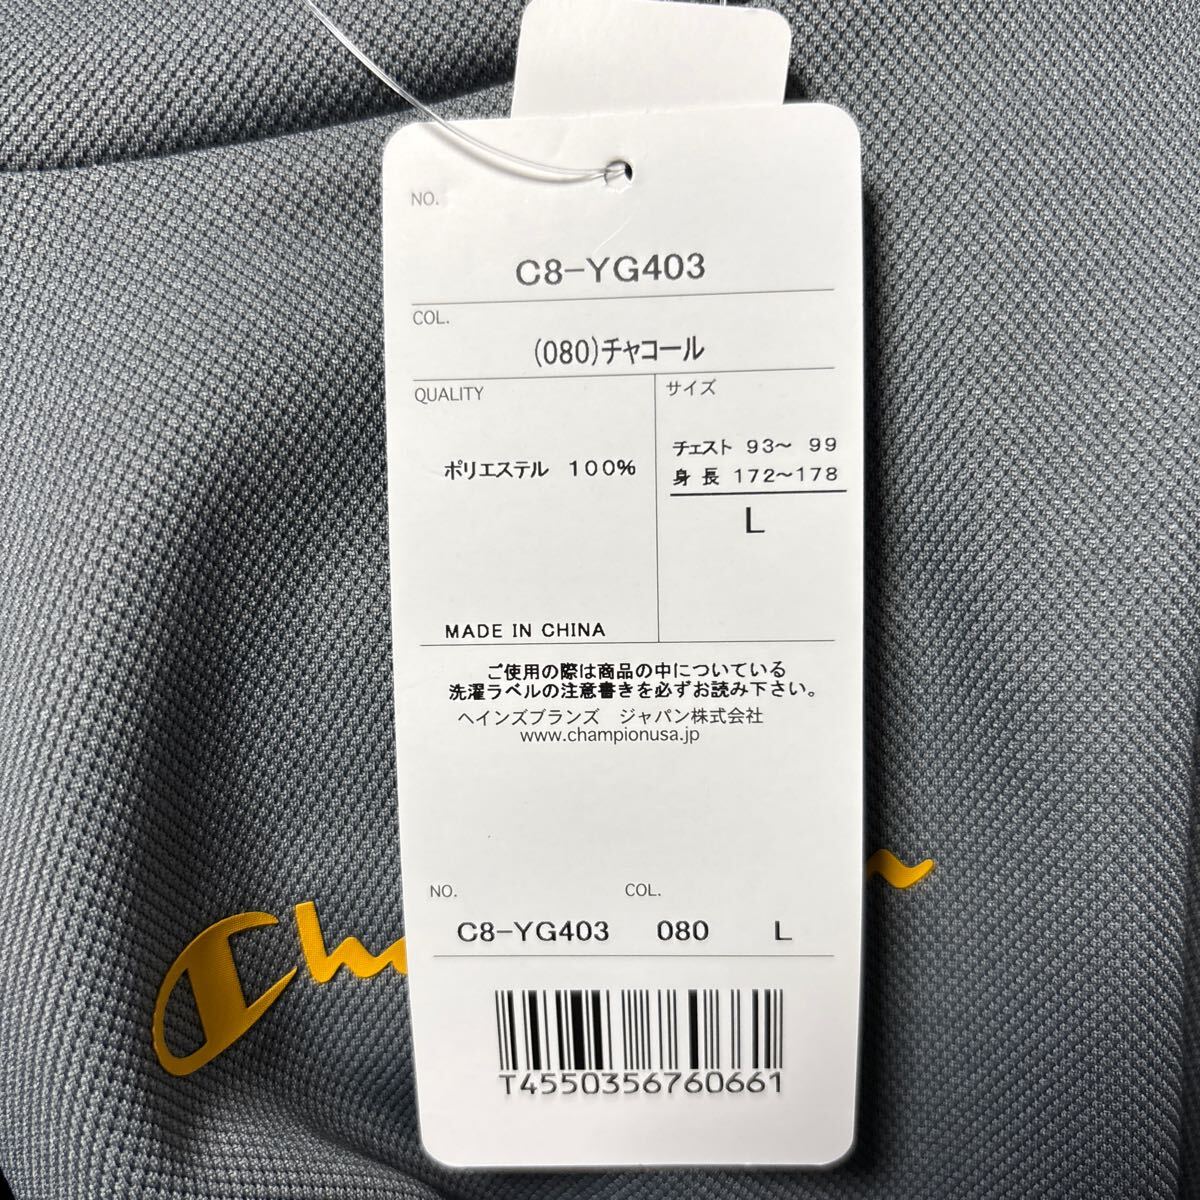 NO.
C8-YG403
COL.
(080)チャコール
QUALITY
サイズ
ポリエステル 100%
チェスト 93～ 99
身 長 172～178
L
MADE IN CHINA
ご使用の際は商品の中についている
洗濯ラベルの注意書きを必ずお読み下さい。
ヘインズブランズ ジャパン株式会社
www.championusa.jp
NO. COL.
C8-YG403 080 L
T4550356760661